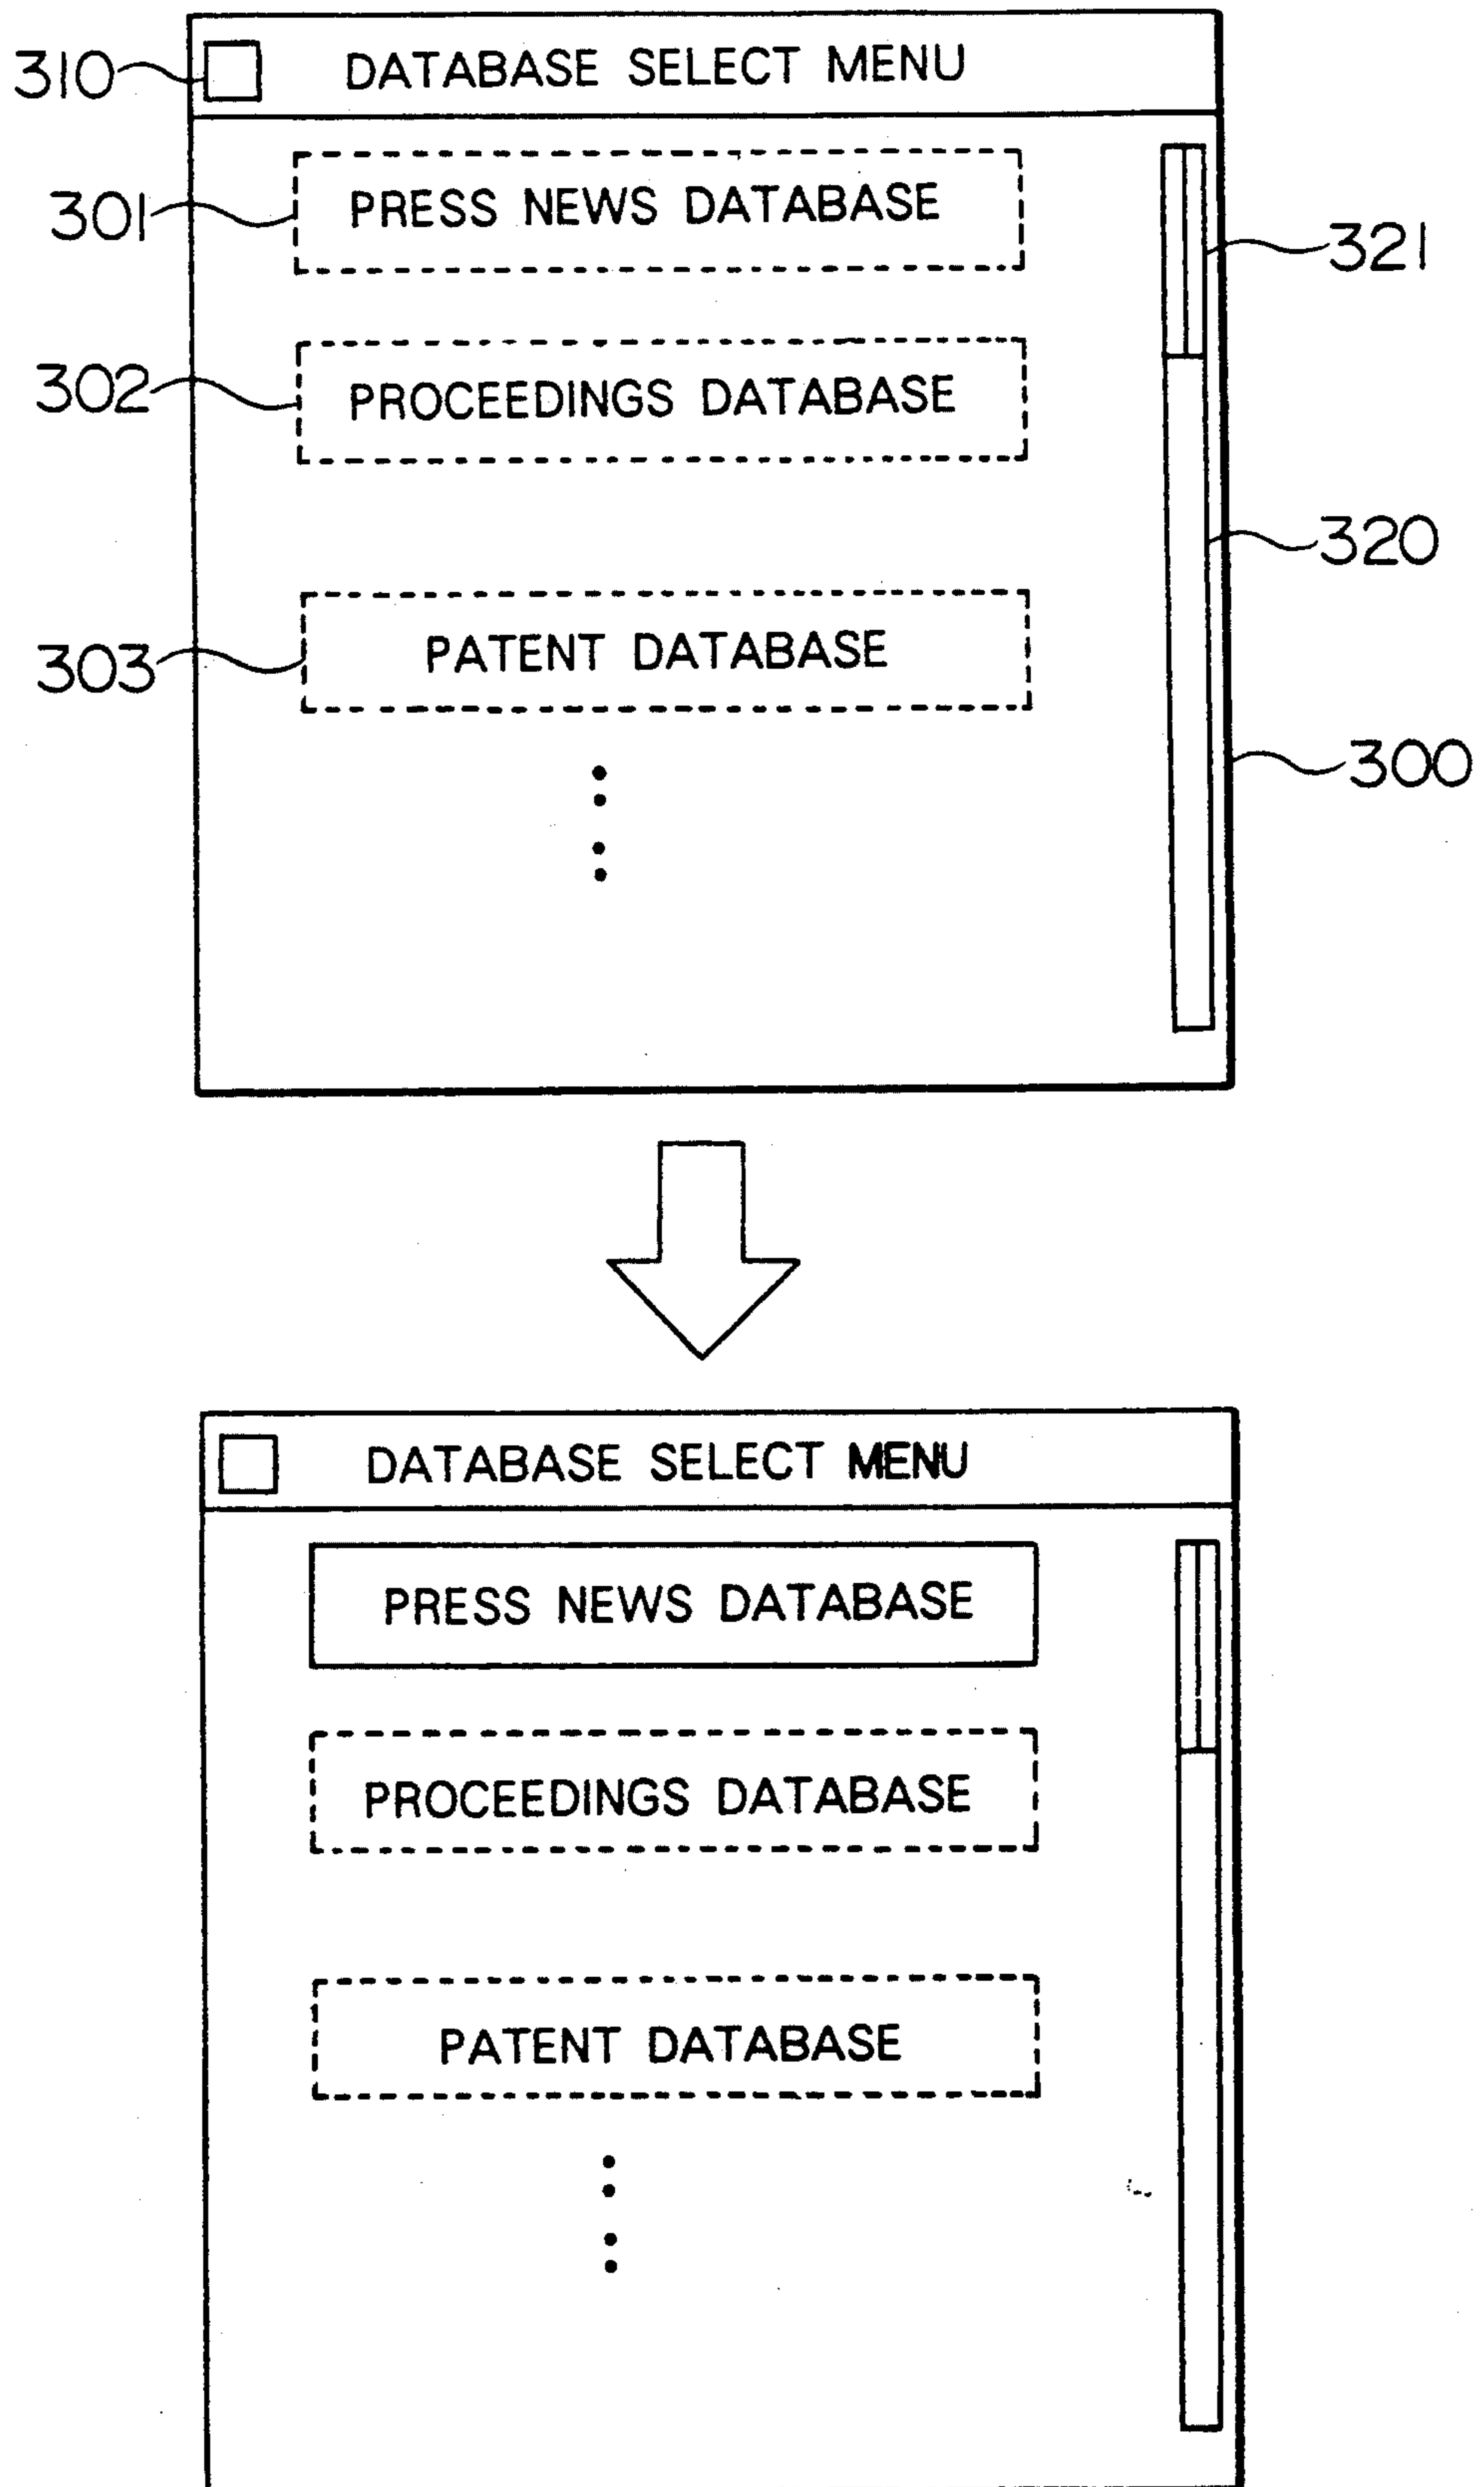 310 DATABASE SELECT MENU
301 PRESS NEWS DATABASE
321
302 PROCEEDINGS DATABASE
320
303 PATENT DATABASE
300
DATABASE SELECT MENU
PRESS NEWS DATABASE
PROCEEDINGS DATABASE
PATENT DATABASE